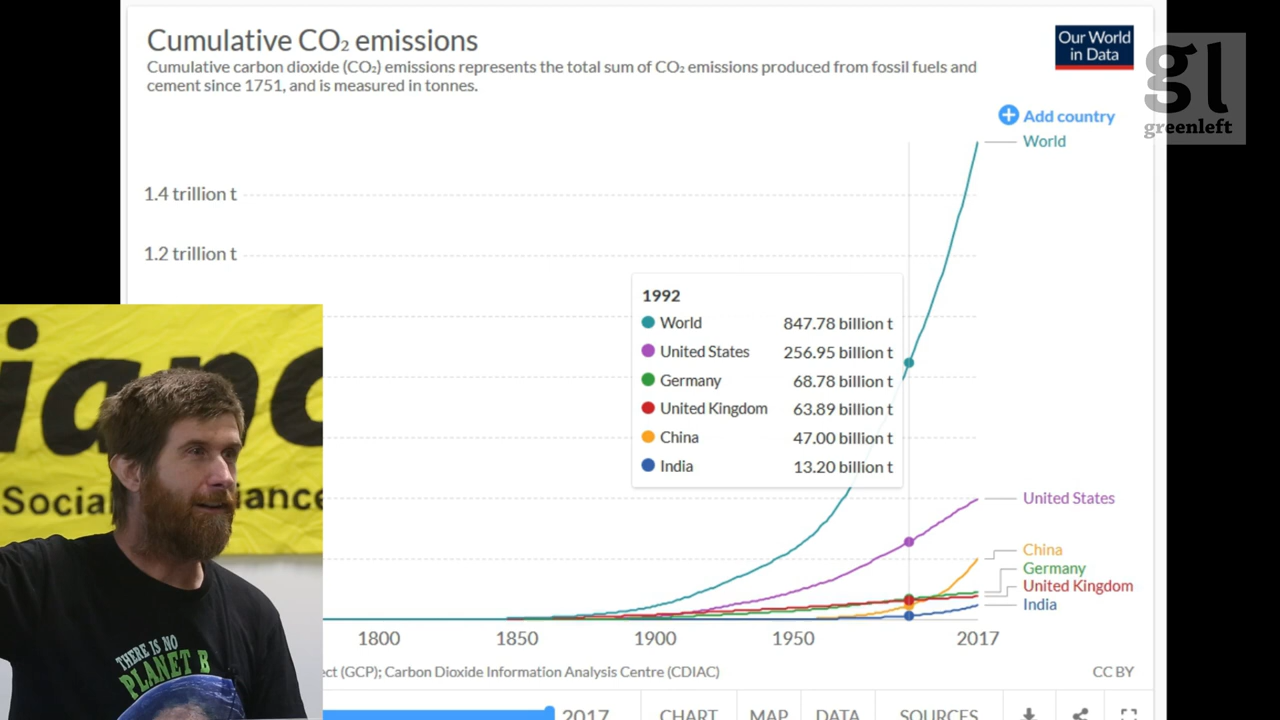 Cumulative CO₂ emissions
Cumulative carbon dioxide (CO₂) emissions represents the total sum of CO₂ emissions produced from fossil fuels and
cement since 1751, and is measured in tonnes.
Our World
in Data
gl
greenleft
Add country
World
1.4 trillion t
1.2 trillion t
1992
World 847.78 billion t
United States 256.95 billion t
Germany 68.78 billion t
United Kingdom 63.89 billion t
China 47.00 billion t
India 13.20 billion t
United States
China
Germany
United Kingdom
India
1800 1850 1900 1950 2017
ect (GCP); Carbon Dioxide Information Analysis Centre (CDIAC)
CC BY
2017
CHART MAP DATA SOURCES
ianc
Socia iance
THERE IS NO
PLANET B